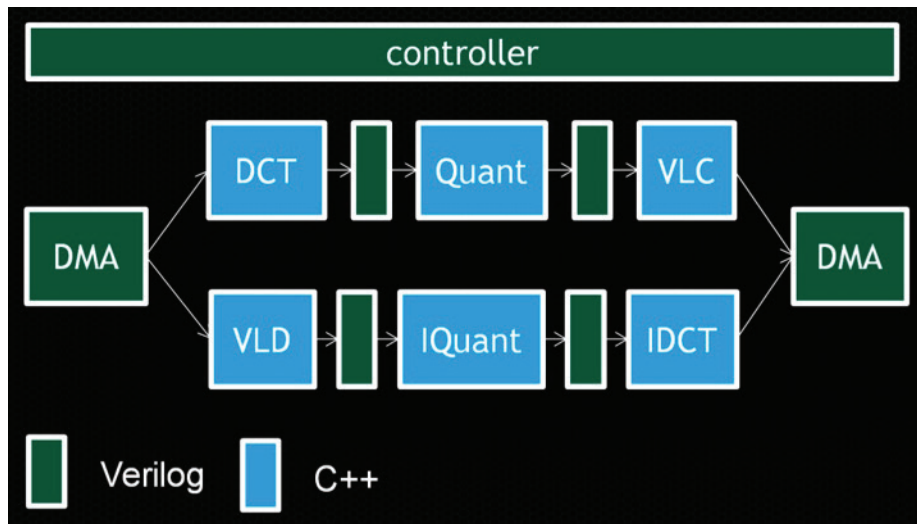 controller
DCT
Quant
VLC
DMA
DMA
VLD
IQuant
IDCT
Verilog
C++